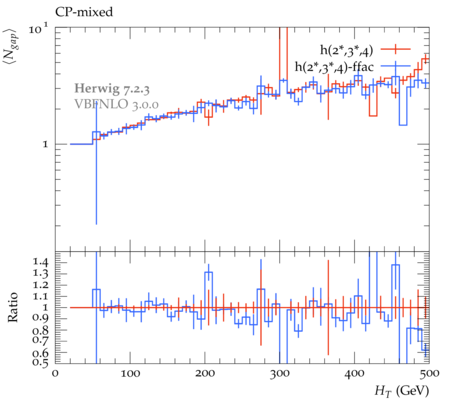 CP-mixed
⟨N_gap⟩
10¹
h(2*,3*,4)
h(2*,3*,4)-ffac
Herwig 7.2.3
VBFNLO 3.0.0
1
Ratio
1.4
1.3
1.2
1.1
1.0
0.9
0.8
0.7
0.6
0.5
0 100 200 300 400 500
H_T (GeV)